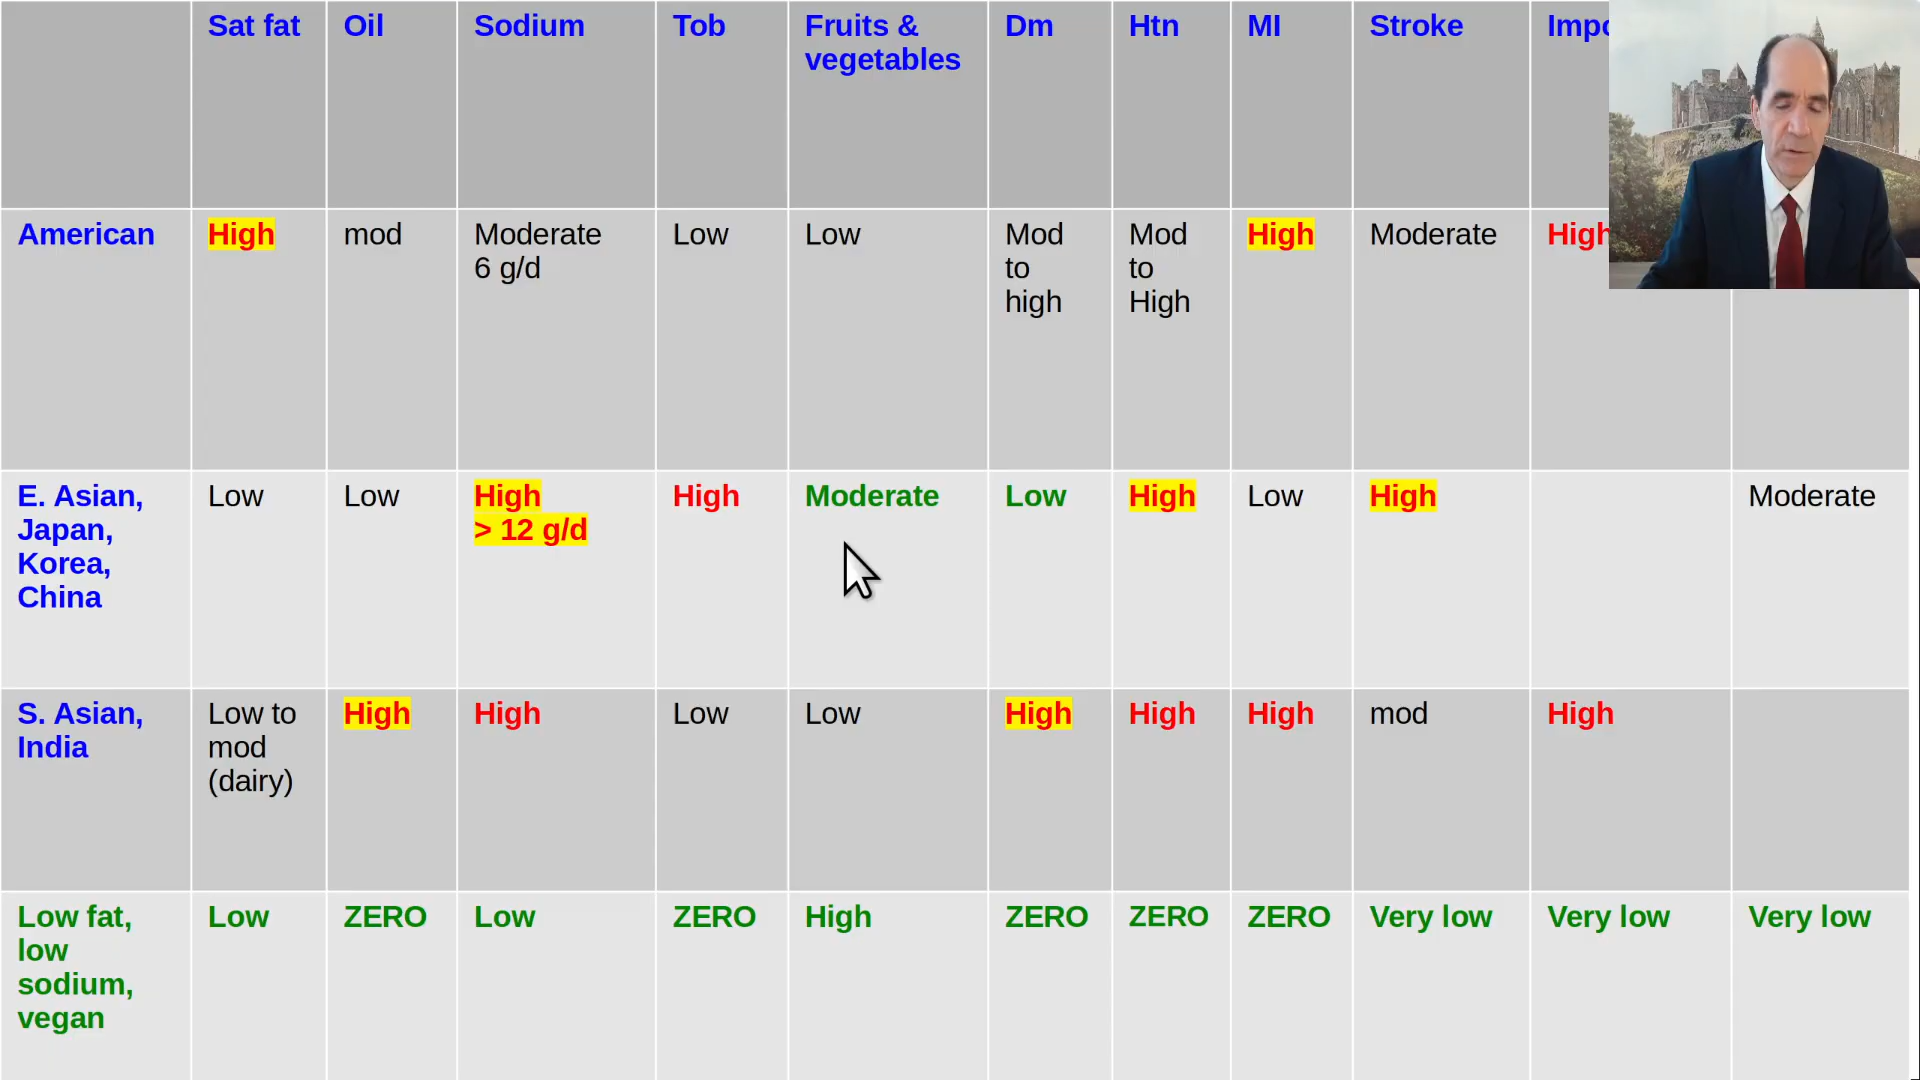 Sat fat Oil Sodium Tob Fruits & Dm Htn MI Stroke
vegetables
American High mod Moderate Low Low Mod Mod High Moderate High
6 g/d to to
high High
E. Asian, Low Low High High Moderate Low High Low High Moderate
Japan, > 12 g/d
Korea,
China
S. Asian, Low to High High Low Low High High High mod High
India mod
(dairy)
Low fat, Low ZERO Low ZERO High ZERO ZERO ZERO Very low Very low Very low
low
sodium,
vegan